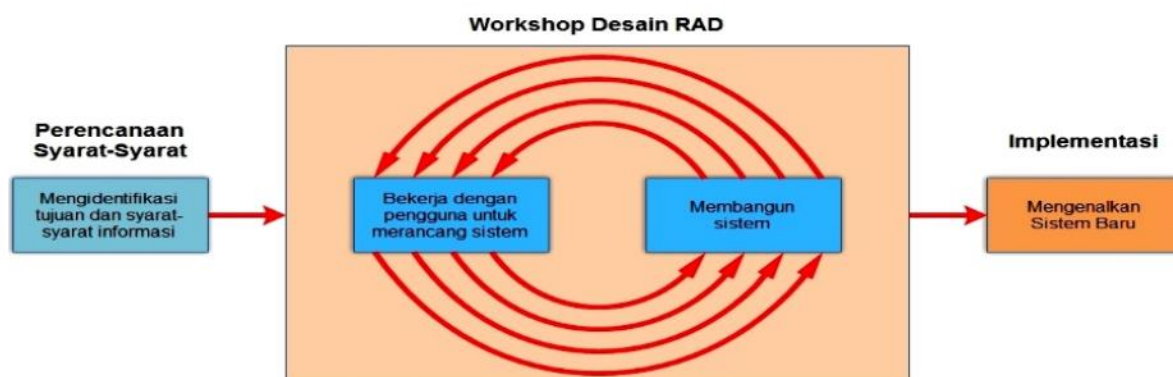 Workshop Desain RAD
Perencanaan
Syarat-Syarat
Mengidentifikasi
tujuan dan syarat-
syarat informasi
Bekerja dengan
pengguna untuk
merancang sistem
Membangun
sistem
Implementasi
Mengenalkan
Sistem Baru